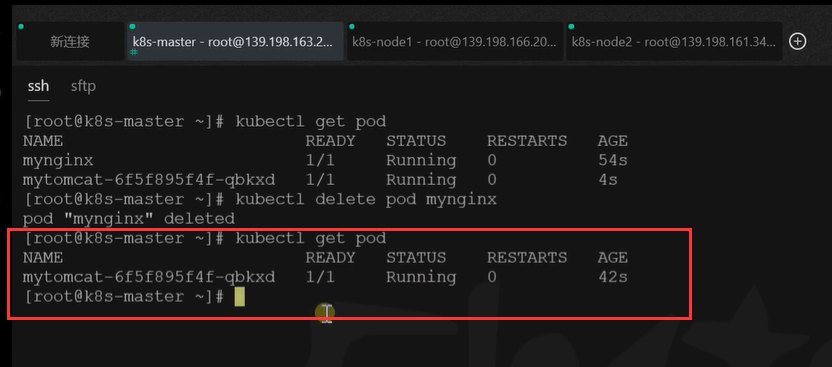 新连接 k8s-master - root@139.198.163.2... k8s-node1 - root@139.198.166.20... k8s-node2 - root@139.198.161.34...
#
ssh sftp
[root@k8s-master ~]# kubectl get pod
NAME READY STATUS RESTARTS AGE
mynginx 1/1 Running 0 54s
mytomcat-6f5f895f4f-qbkxd 1/1 Running 0 4s
[root@k8s-master ~]# kubectl delete pod mynginx
pod "mynginx" deleted
[root@k8s-master ~]# kubectl get pod
NAME READY STATUS RESTARTS AGE
mytomcat-6f5f895f4f-qbkxd 1/1 Running 0 42s
[root@k8s-master ~]#